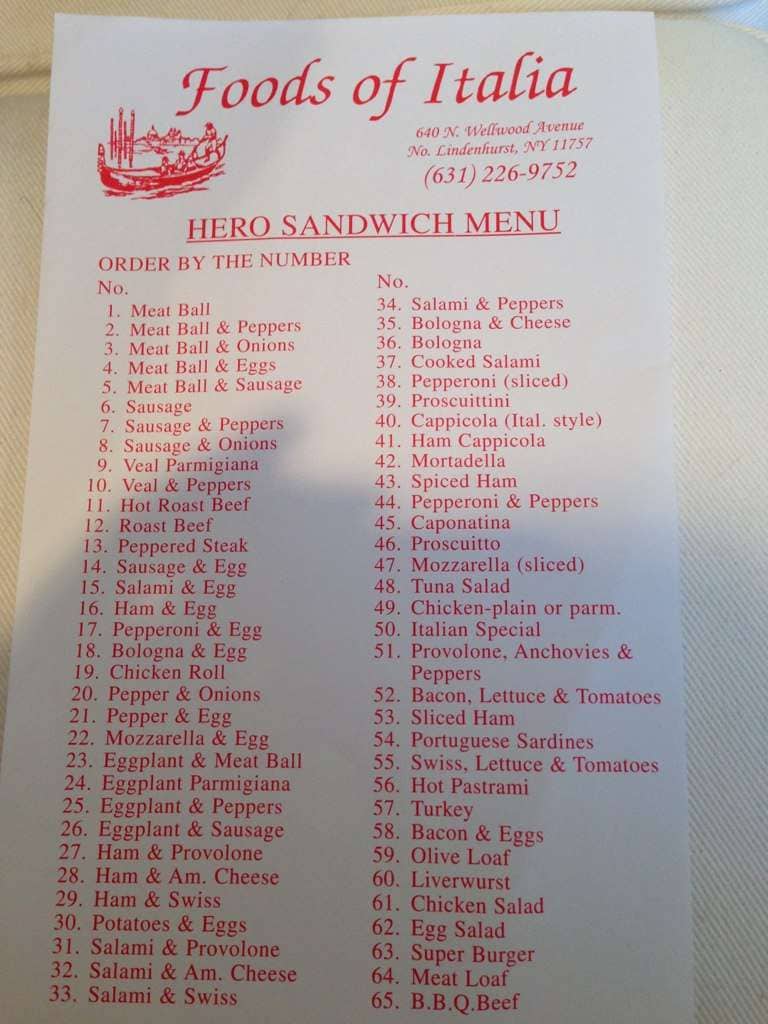 Foods of Italia
640 N. Wellwood Avenue
No. Lindenhurst, NY 11757
(631) 226-9752
HERO SANDWICH MENU
ORDER BY THE NUMBER
No.
1. Meat Ball
2. Meat Ball & Peppers
3. Meat Ball & Onions
4. Meat Ball & Eggs
5. Meat Ball & Sausage
6. Sausage
7. Sausage & Peppers
8. Sausage & Onions
9. Veal Parmigiana
10. Veal & Peppers
11. Hot Roast Beef
12. Roast Beef
13. Peppered Steak
14. Sausage & Egg
15. Salami & Egg
16. Ham & Egg
17. Pepperoni & Egg
18. Bologna & Egg
19. Chicken Roll
20. Pepper & Onions
21. Pepper & Egg
22. Mozzarella & Egg
23. Eggplant & Meat Ball
24. Eggplant Parmigiana
25. Eggplant & Peppers
26. Eggplant & Sausage
27. Ham & Provolone
28. Ham & Am. Cheese
29. Ham & Swiss
30. Potatoes & Eggs
31. Salami & Provolone
32. Salami & Am. Cheese
33. Salami & Swiss
No.
34. Salami & Peppers
35. Bologna & Cheese
36. Bologna
37. Cooked Salami
38. Pepperoni (sliced)
39. Proscuittini
40. Cappicola (Ital. style)
41. Ham Cappicola
42. Mortadella
43. Spiced Ham
44. Pepperoni & Peppers
45. Caponatina
46. Proscuitto
47. Mozzarella (sliced)
48. Tuna Salad
49. Chicken-plain or parm.
50. Italian Special
51. Provolone, Anchovies &
Peppers
52. Bacon, Lettuce & Tomatoes
53. Sliced Ham
54. Portuguese Sardines
55. Swiss, Lettuce & Tomatoes
56. Hot Pastrami
57. Turkey
58. Bacon & Eggs
59. Olive Loaf
60. Liverwurst
61. Chicken Salad
62. Egg Salad
63. Super Burger
64. Meat Loaf
65. B.B.Q.Beef